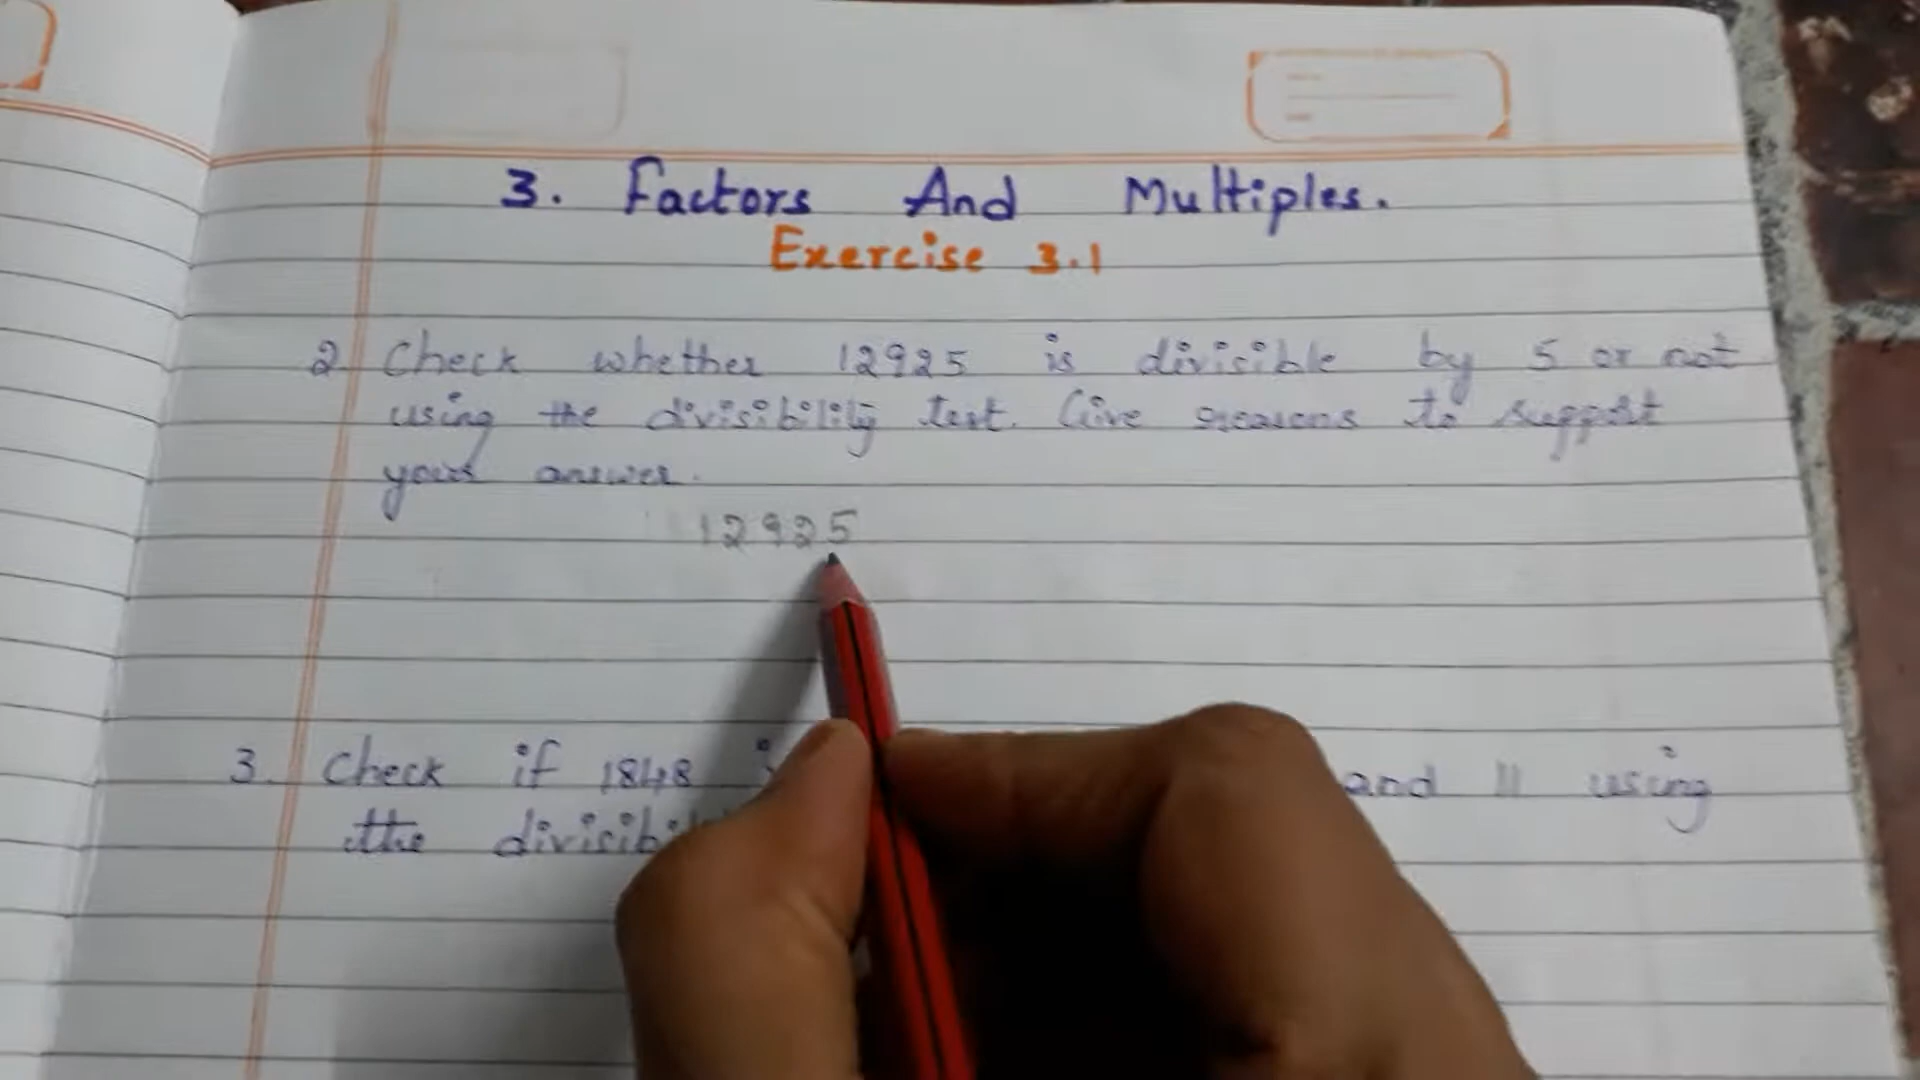 3. Factors And Multiples.
Exercise 3.1
2 Check whether 12925 is divisible by 5 or not
using the divisibility test. Give reasons to support
your answer.
12925
3. Check if 1848 and 11 using
the